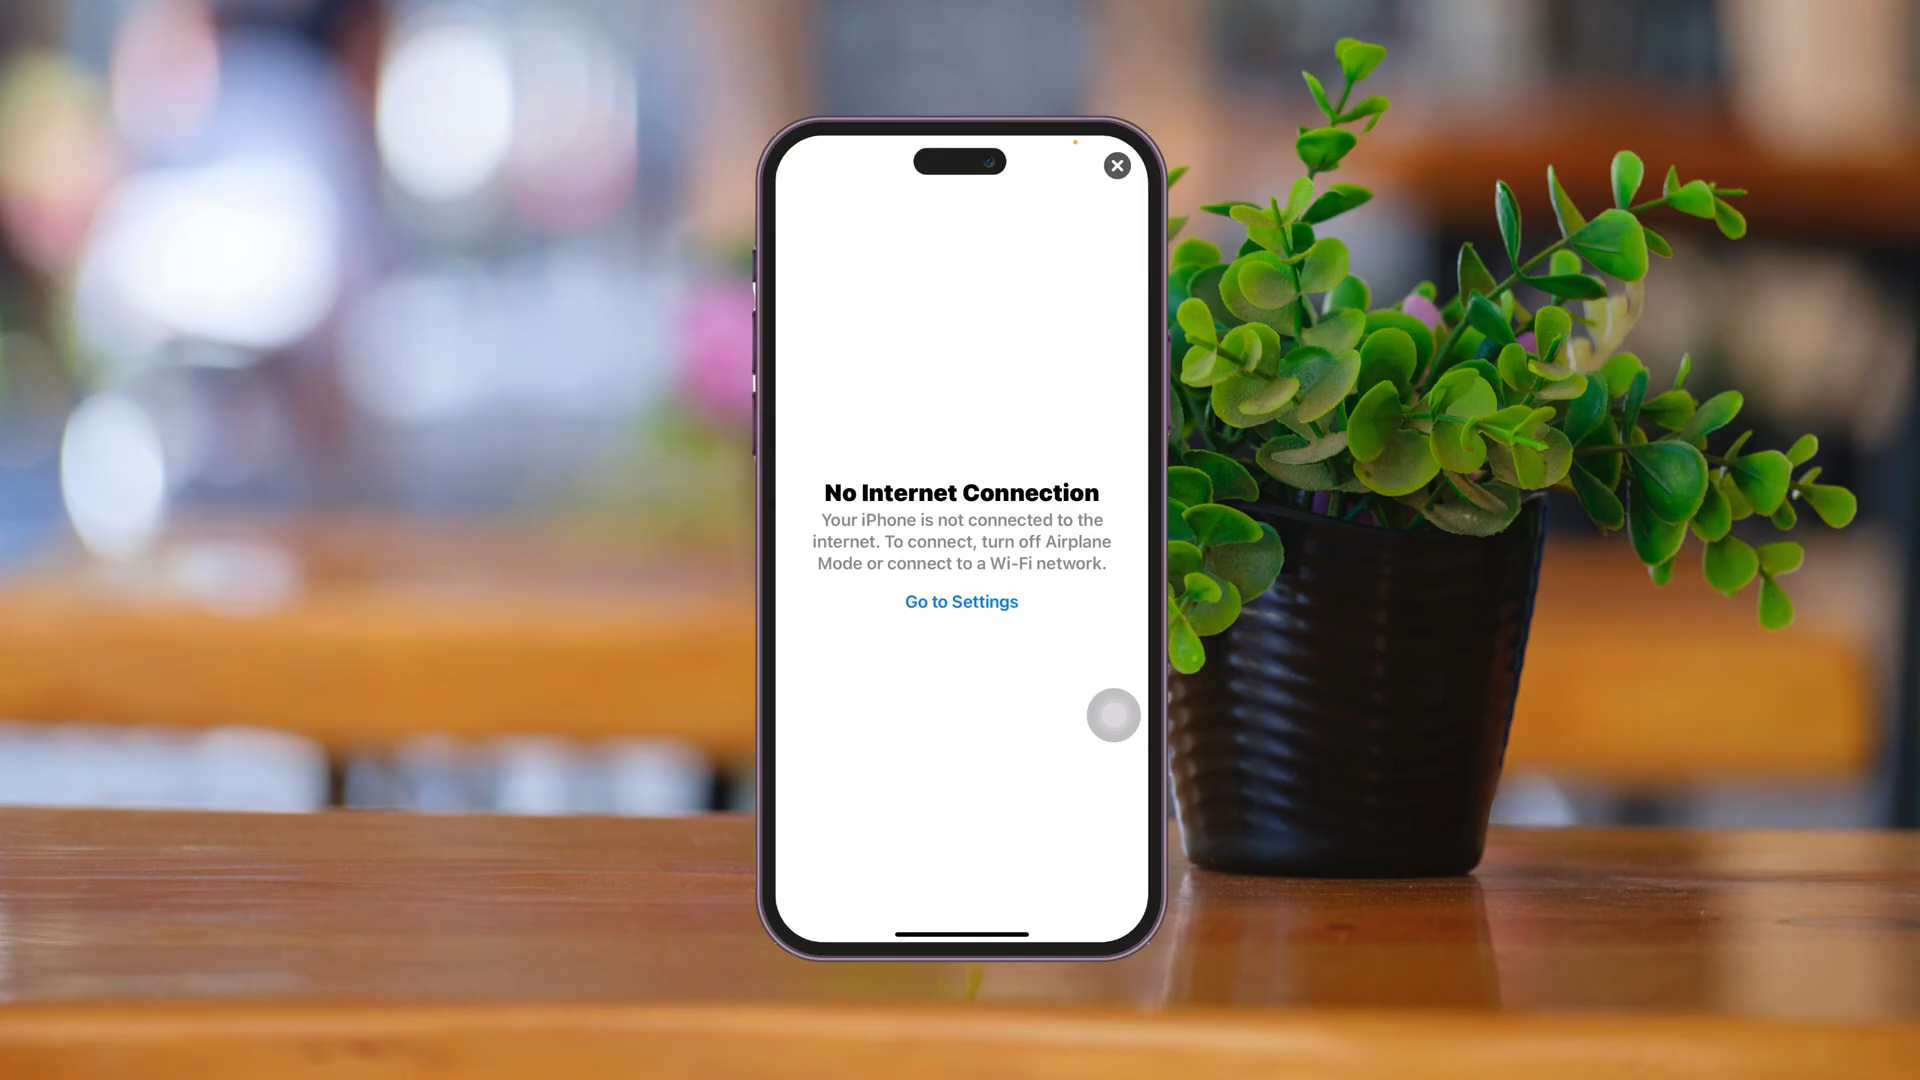 No Internet Connection
Your iPhone is not connected to the
internet. To connect, turn off Airplane
Mode or connect to a Wi-Fi network.
Go to Settings